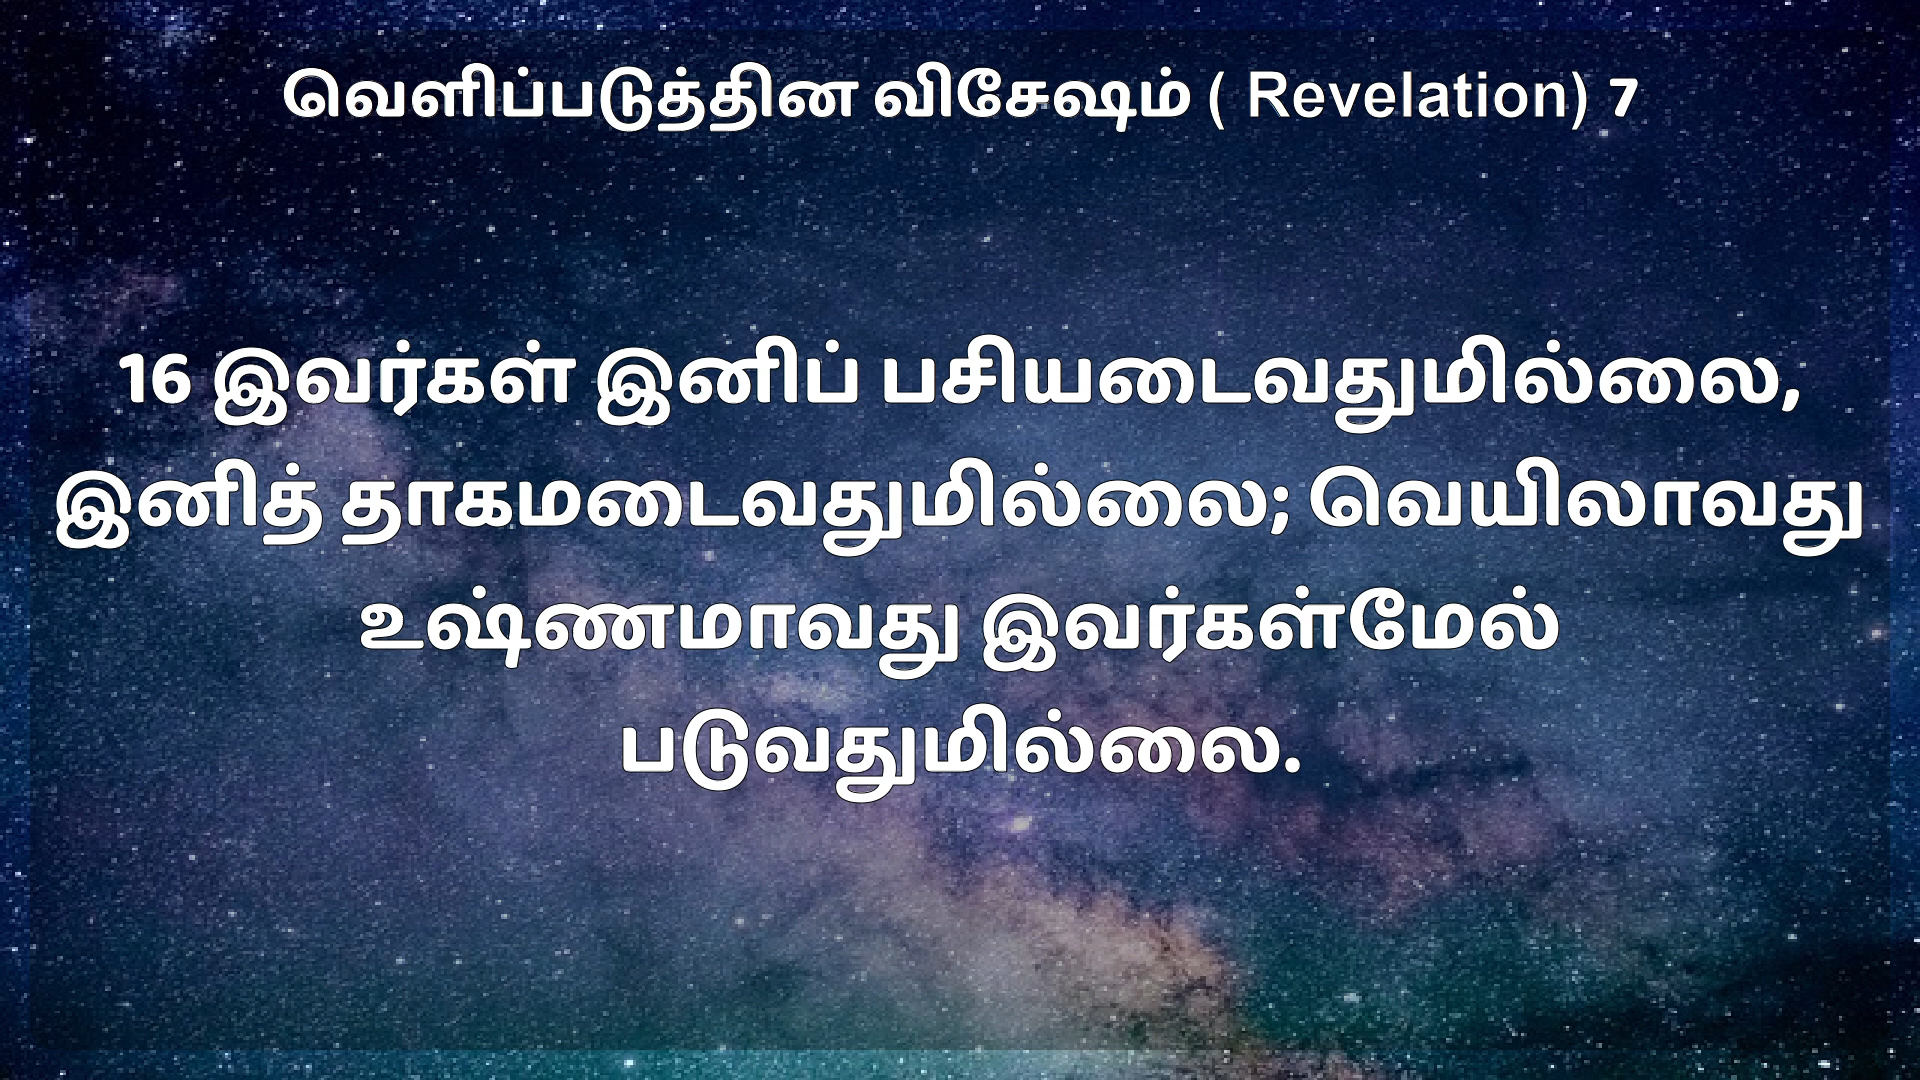 வெளிப்படுத்தின விசேஷம் ( Revelation) 7
16 இவர்கள் இனிப் பசியடைவதுமில்லை,
இனித் தாகமடைவதுமில்லை; வெயிலாவது
உஷ்ணமாவது இவர்கள்மேல்
படுவதுமில்லை.